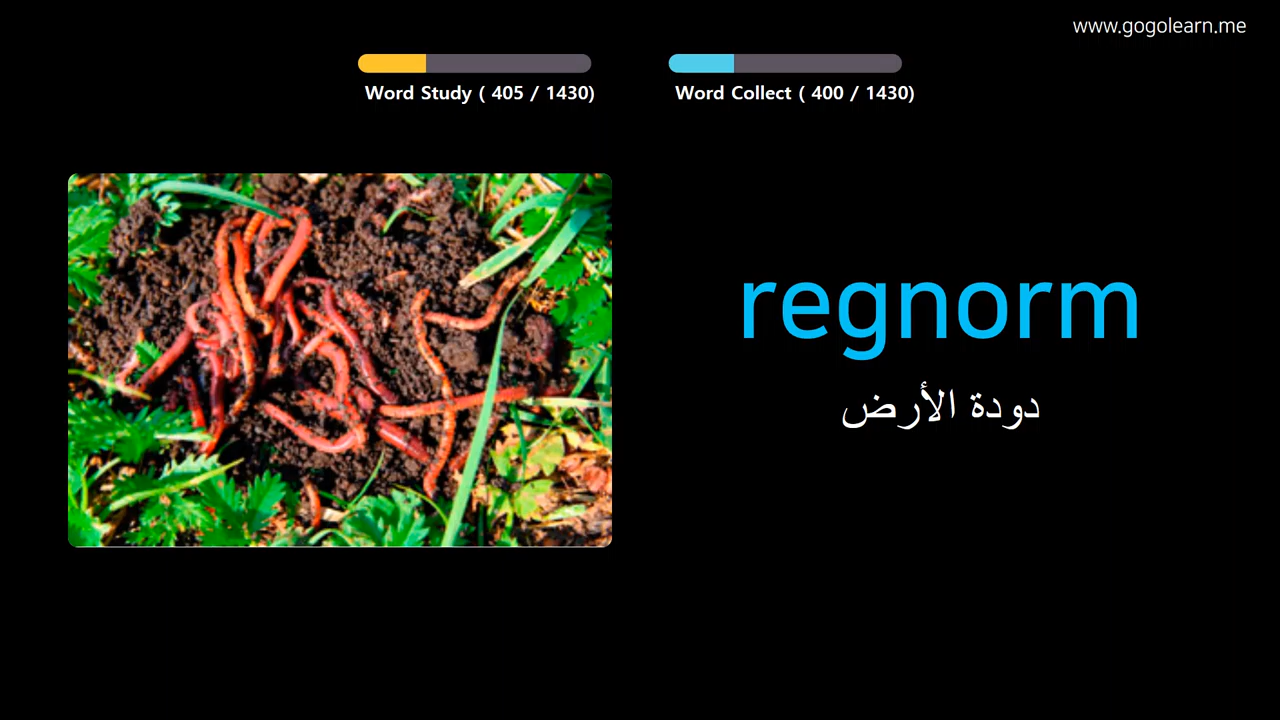 www.gogolearn.me
Word Study ( 405 / 1430)
Word Collect ( 400 / 1430)
regnorm
دودة الأرض